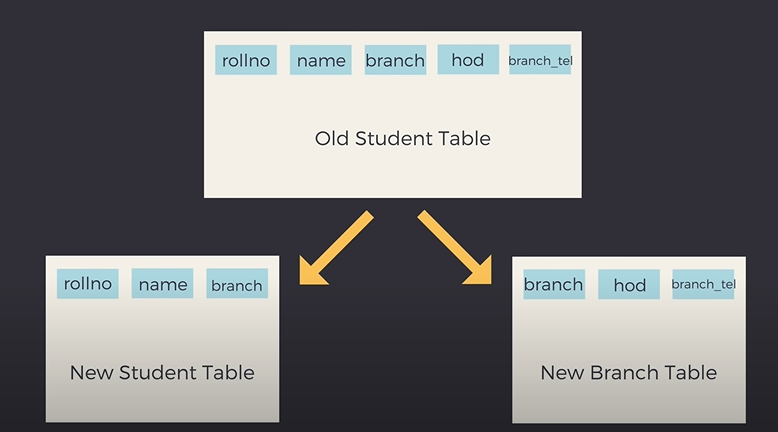 rollno name branch hod branch_tel
Old Student Table
rollno name branch
New Student Table
branch hod branch_tel
New Branch Table